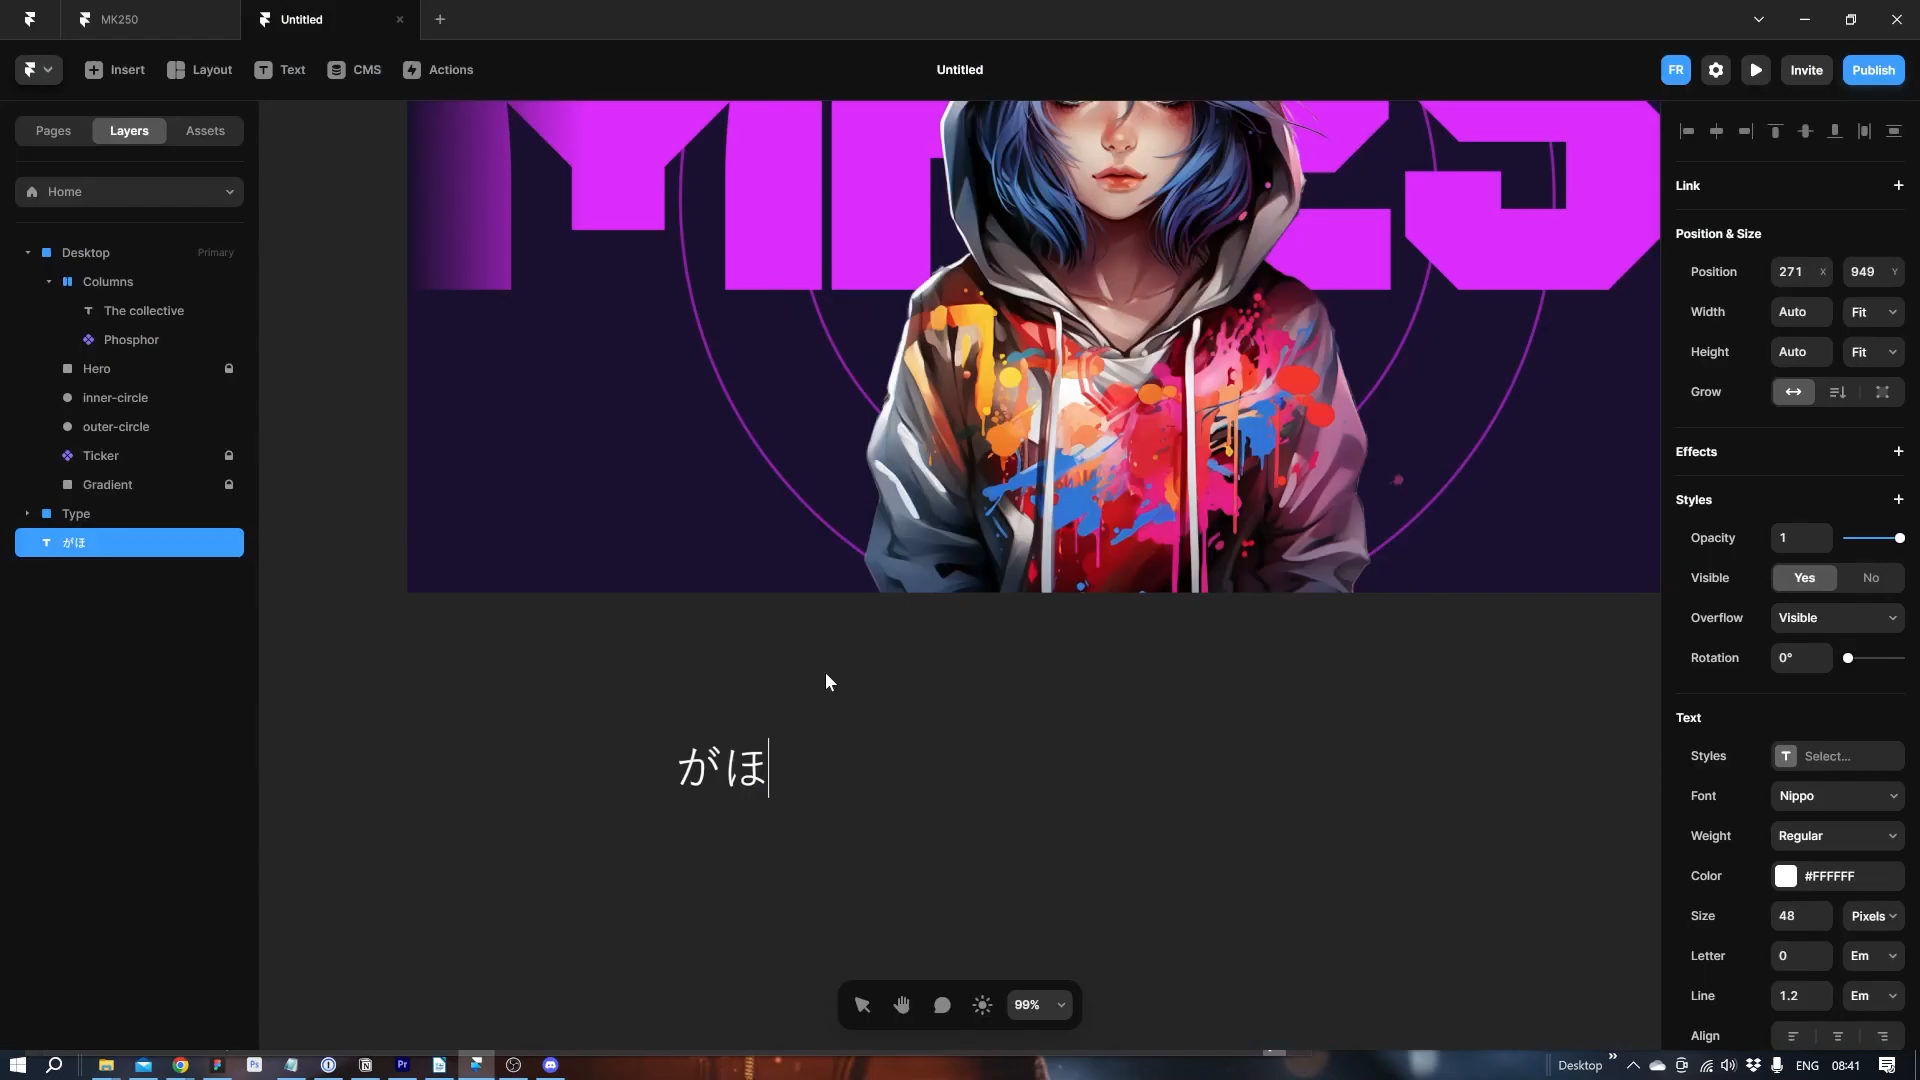 MK250
Untitled
Insert
Layout
Text
CMS
Actions
Untitled
FR
Invite
Publish
Pages
Layers
Assets
Home
Desktop
Primary
Columns
The collective
Phosphor
Hero
inner-circle
outer-circle
Ticker
Gradient
Type
がほ
がほ
99%
Link
Position & Size
Position
271 X
949 Y
Width
Auto
Fit
Height
Auto
Fit
Grow
Effects
Styles
Opacity
1
Visible
Yes
No
Overflow
Visible
Rotation
0°
Text
Styles
T
Select...
Font
Nippo
Weight
Regular
Color
#FFFFFF
Size
48
Pixels
Letter
0
Em
Line
1.2
Em
Align
Desktop
ENG
08:41